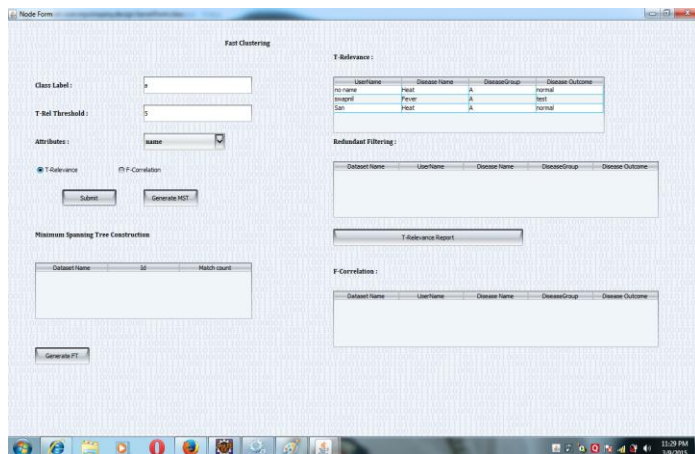 Node Form
Fast Clustering
Class Label :
e
T-Rel Threshold :
5
Attributes :
name
T-Relevance
F-Correlation
Submit
Generate MST
Minimum Spanning Tree Construction
Dataset Name Id Match count
Generate FT
T-Relevance :
UserName Disease Name DiseaseGroup Disease Outcome
no name Heat A normal
swapnil Fever A test
San Heat A normal
Redundant Filtering :
Dataset Name UserName Disease Name DiseaseGroup Disease Outcome
T-Relevance Report
F-Correlation :
Dataset Name UserName Disease Name DiseaseGroup Disease Outcome
11:29 PM
3/9/2015